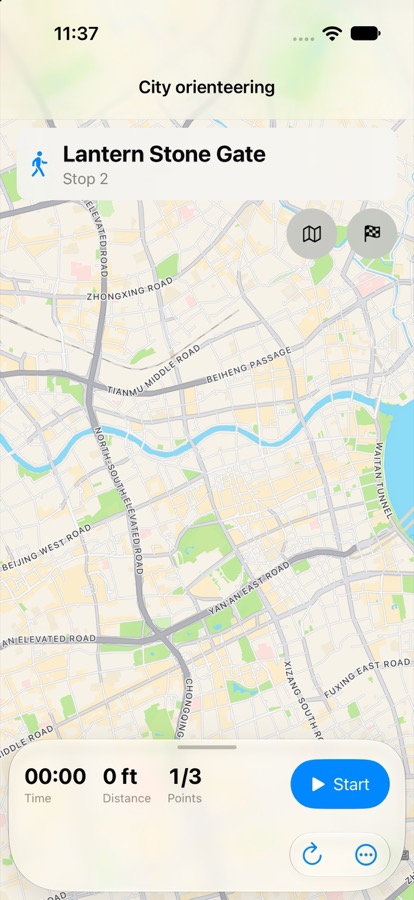 11:37
City orienteering
Lantern Stone Gate
Stop 2
ELEVATED ROAD
ZHONGXING ROAD
TIANMU MIDDLE ROAD
BEIHENG PASSAGE
WAITAN TUNNEL
NORTH-SOUTH ELEVATED ROAD
BEIJING WEST ROAD
YAN'AN EAST ROAD
AN ELEVATED ROAD
XIZANG SOUTH R
FUXING EAST ROAD
CHONGQING
IDDLE ROAD
00:00
0 ft
1/3
Start
Time
Distance
Points